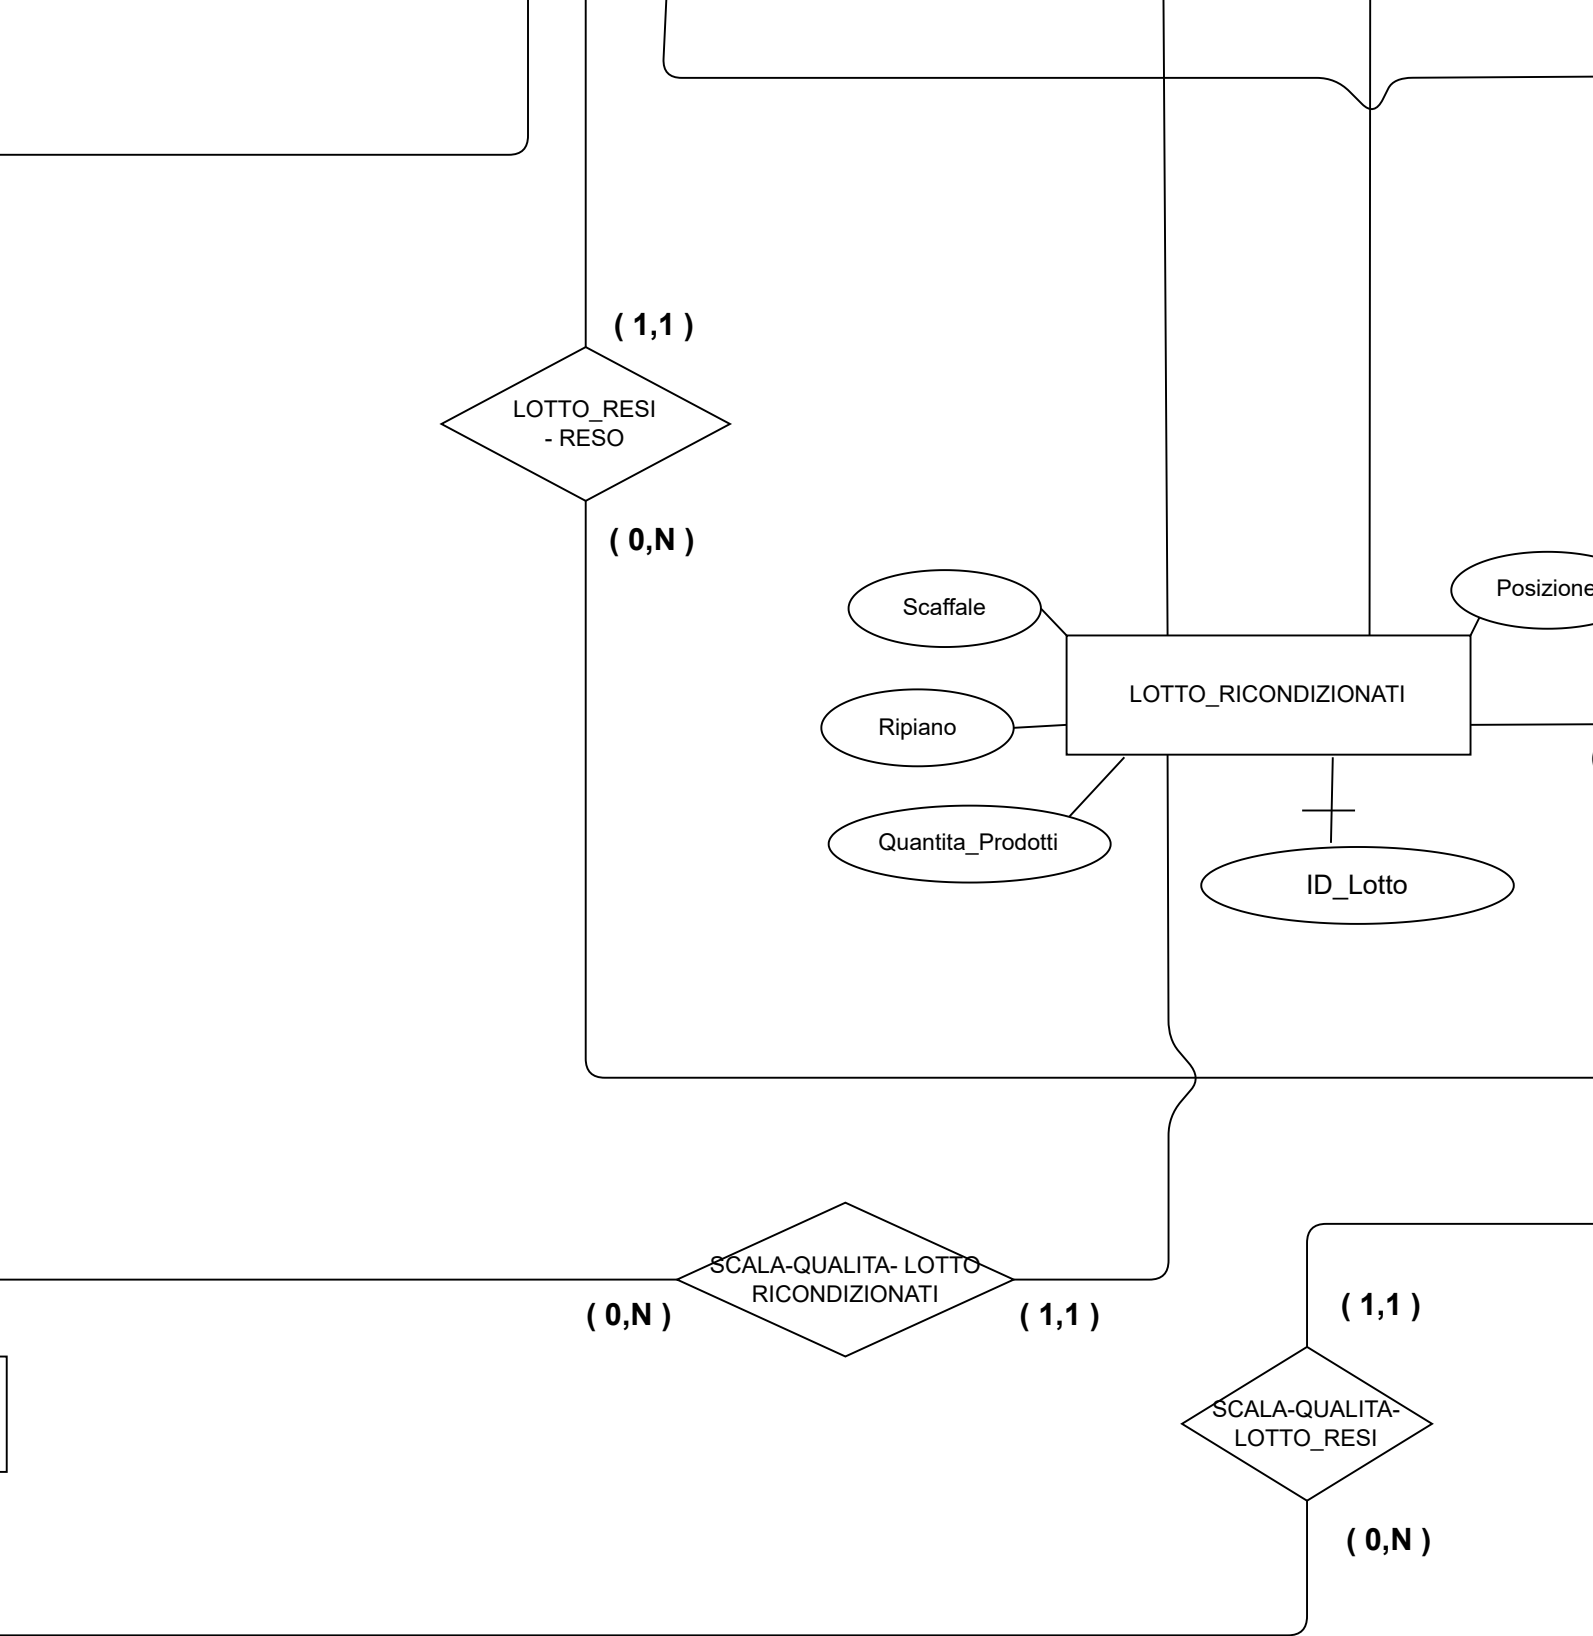 ( 1,1 )
LOTTO_RESI
- RESO
( 0,N )
Scaffale
Posizione
LOTTO_RICONDIZIONATI
Ripiano
Quantita_Prodotti
ID_Lotto
SCALA-QUALITA- LOTTO
RICONDIZIONATI
( 0,N )
( 1,1 )
( 1,1 )
SCALA-QUALITA-
LOTTO_RESI
( 0,N )